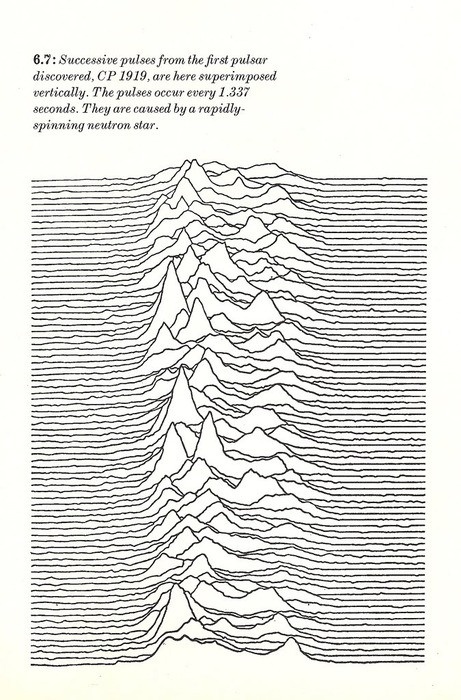 6.7: Successive pulses from the first pulsar
discovered, CP 1919, are here superimposed
vertically. The pulses occur every 1.337
seconds. They are caused by a rapidly-
spinning neutron star.